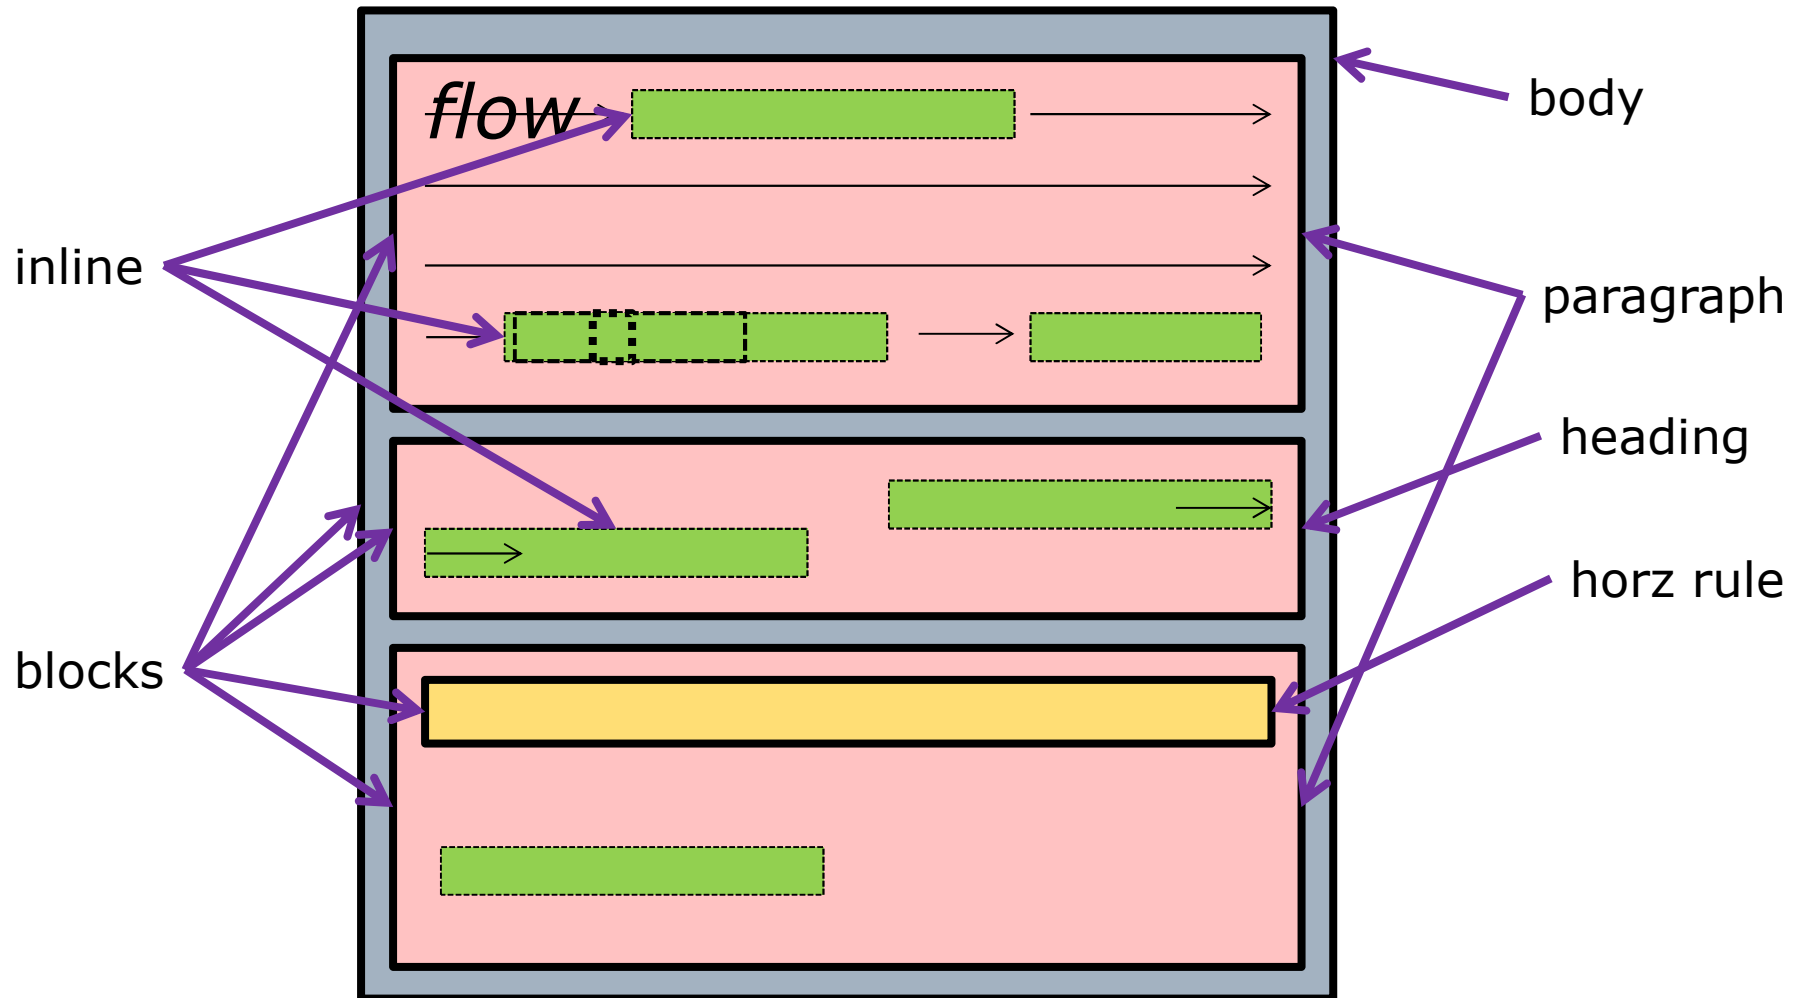 flow
body
inline
paragraph
heading
horz rule
blocks